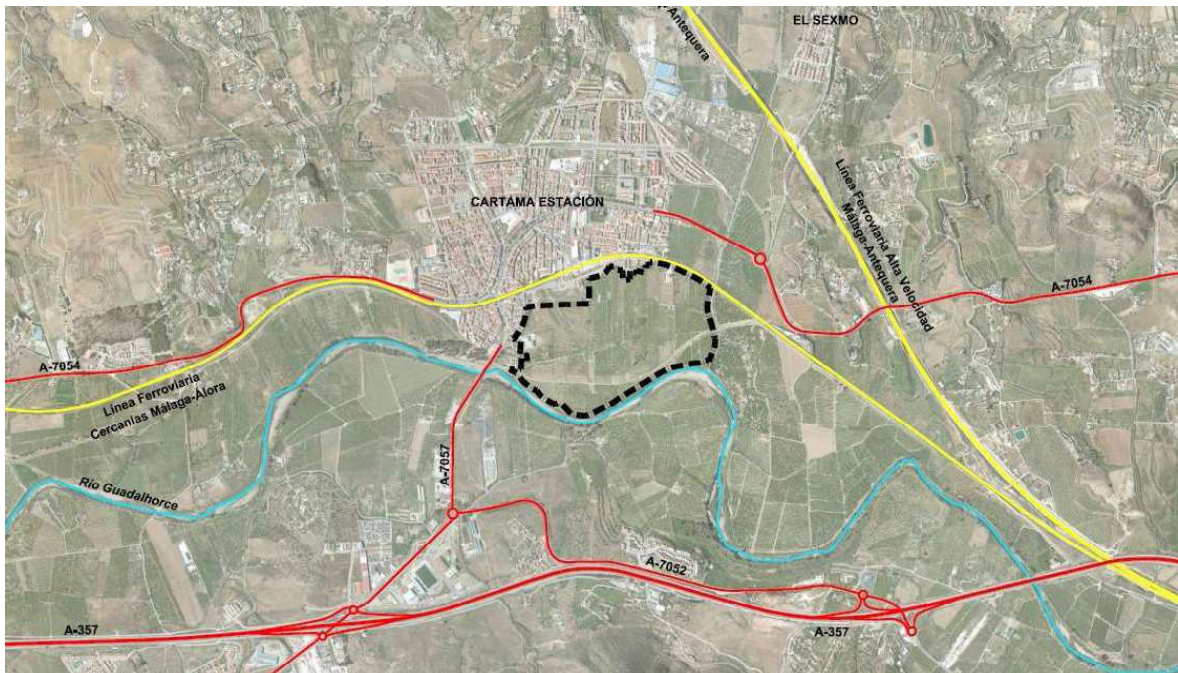 EL SEXMO
Antequera
CARTAMA ESTACIÓN
Línea Ferroviaria Alta Velocidad
Málaga-Antequera
A-7054
A-7054
Línea Ferroviaria
Cercanías Málaga-Álora
A-7057
Río Guadalhorce
A-7052
A-357
A-357